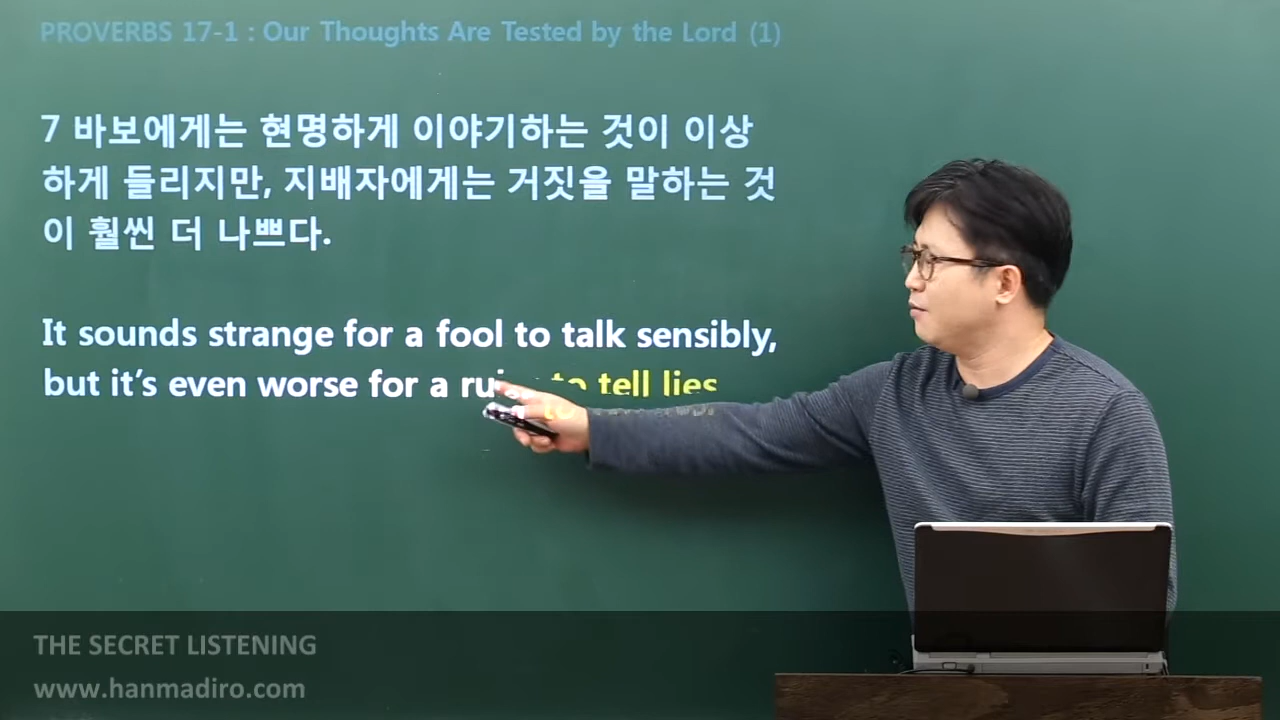 PROVERBS 17-1 : Our Thoughts Are Tested by the Lord (1)
7 바보에게는 현명하게 이야기하는 것이 이상
하게 들리지만, 지배자에게는 거짓을 말하는 것
이 훨씬 더 나쁘다.
It sounds strange for a fool to talk sensibly,
but it’s even worse for a to tell lies
THE SECRET LISTENING
www.hanmadiro.com